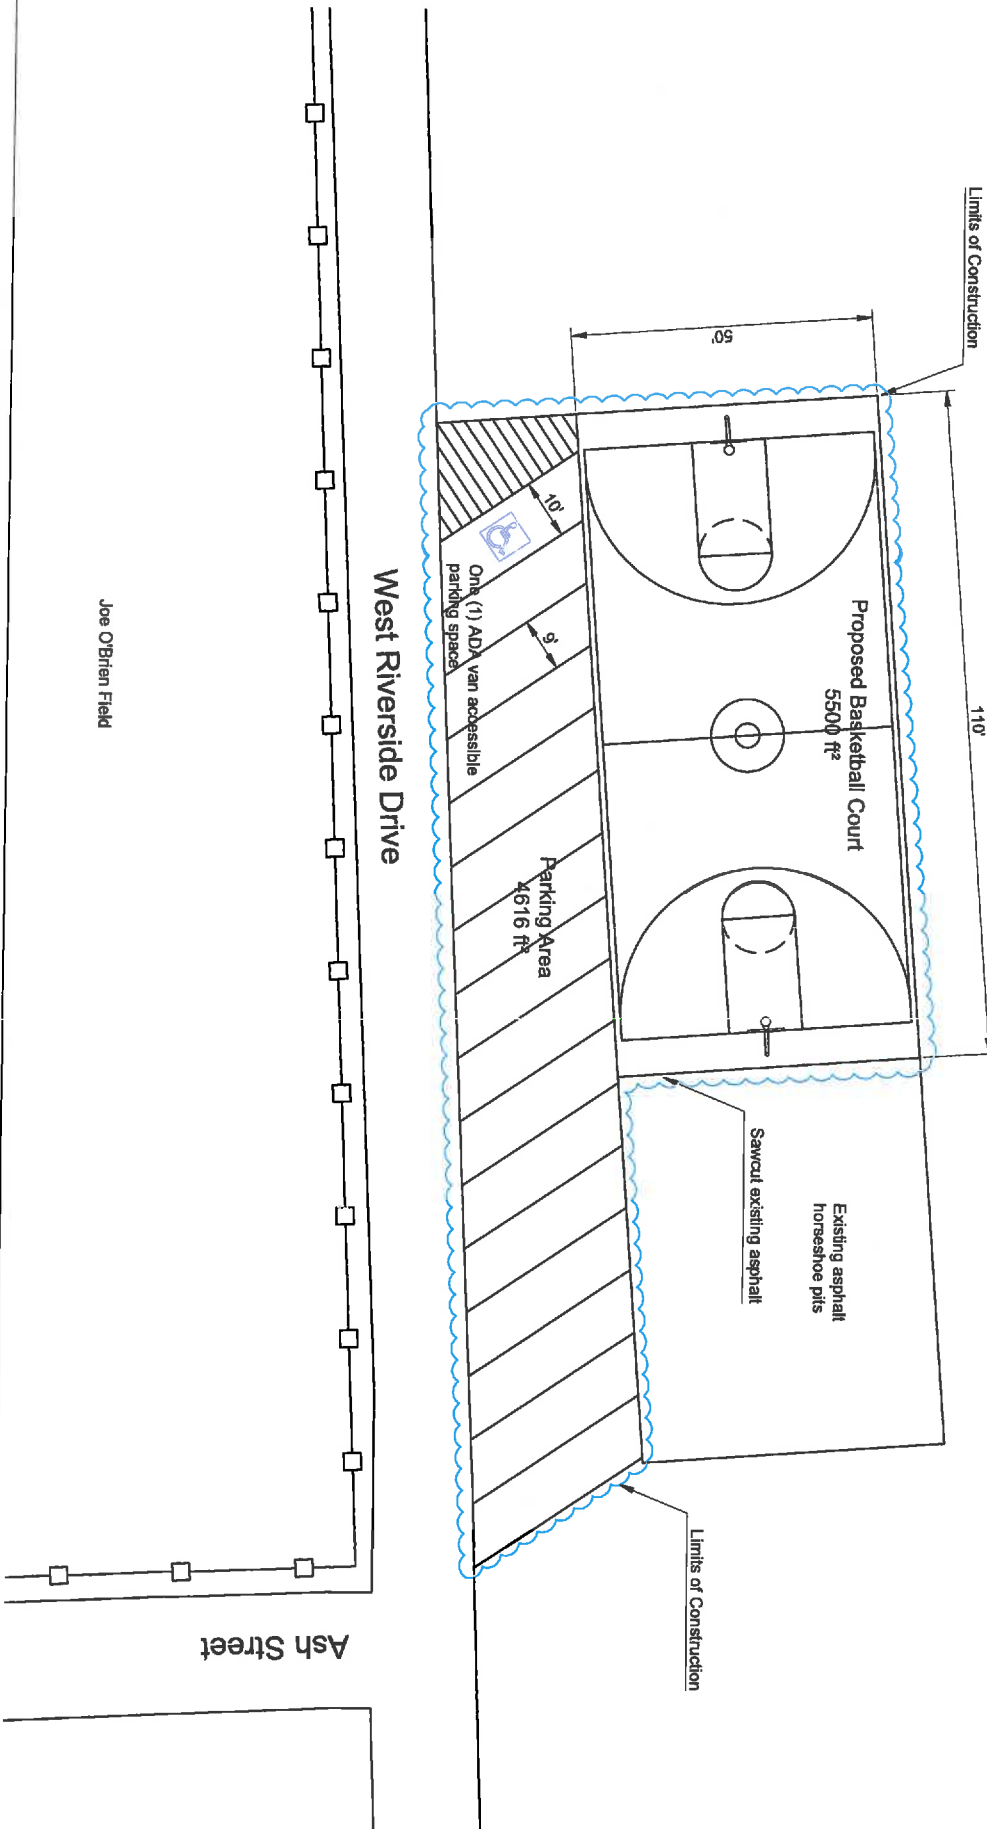 Limits of Construction
110'
50'
Proposed Basketball Court
5500 ft²
10'
9'
One (1) ADA van accessible
parking space
Parking Area
4616 ft²
Sawcut existing asphalt
Existing asphalt
horseshoe pits
Limits of Construction
West Riverside Drive
Joe O'Brien Field
Ash Street